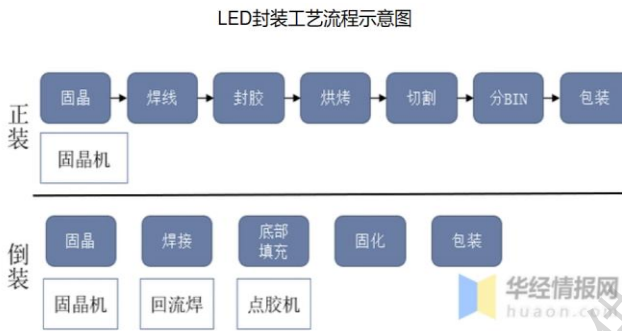 LED封装工艺流程示意图
正装
固晶
焊线
封胶
烘烤
切割
分BIN
包装
固晶机
倒装
固晶
焊接
底部
填充
固化
包装
固晶机
回流焊
点胶机
华经情报网
huaon.com